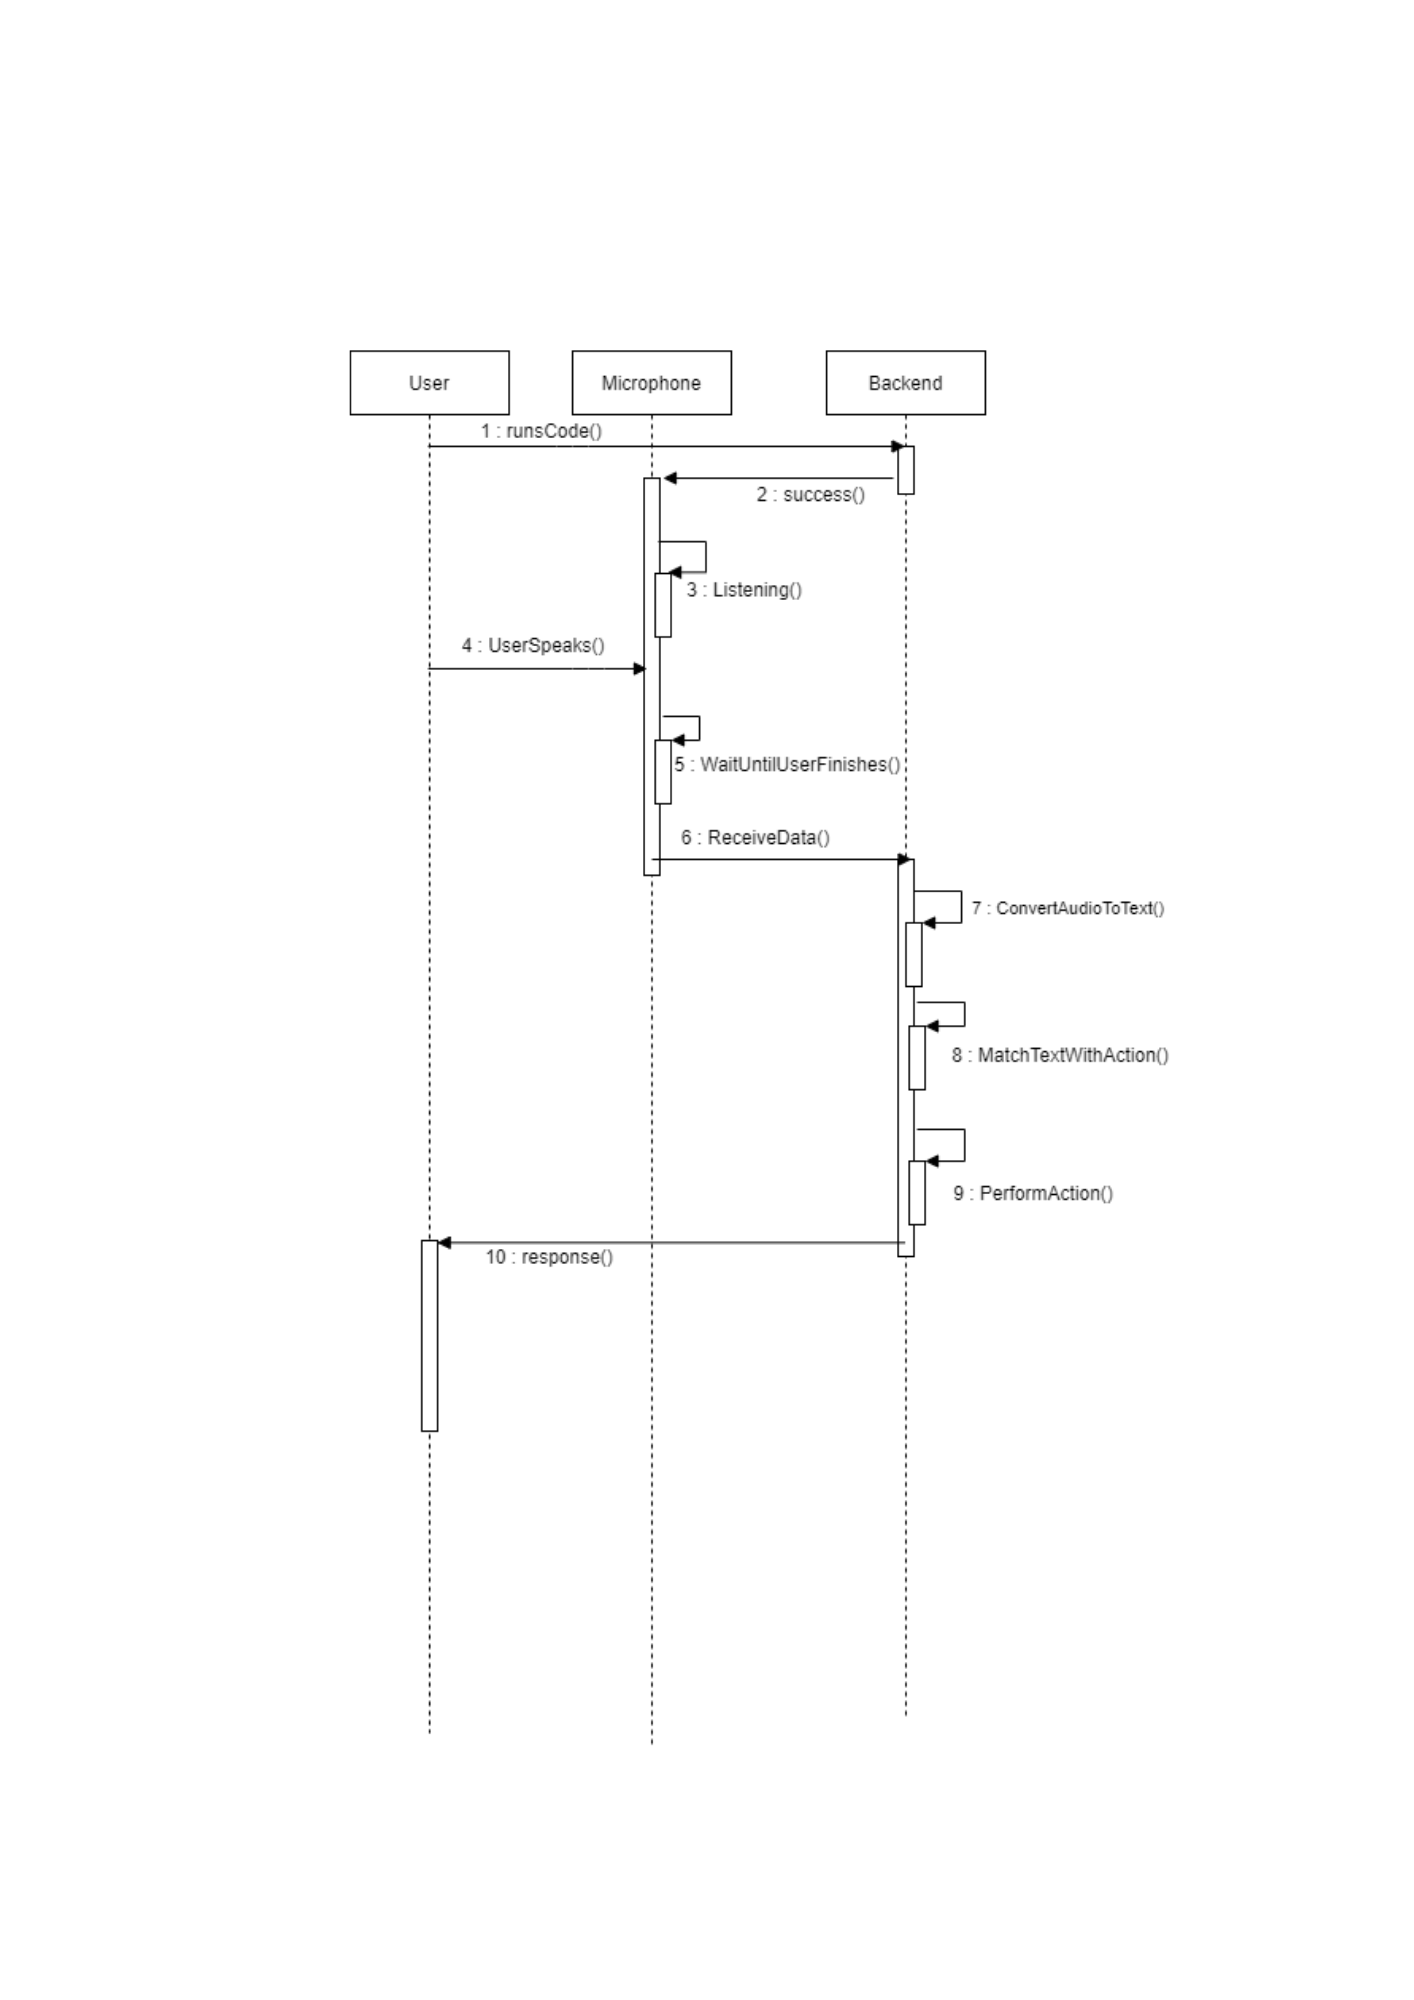 User
Microphone
Backend
1 : runsCode()
2 : success()
3 : Listening()
4 : UserSpeaks()
5 : WaitUntilUserFinishes()
6 : ReceiveData()
7 : ConvertAudioToText()
8 : MatchTextWithAction()
9 : PerformAction()
10 : response()